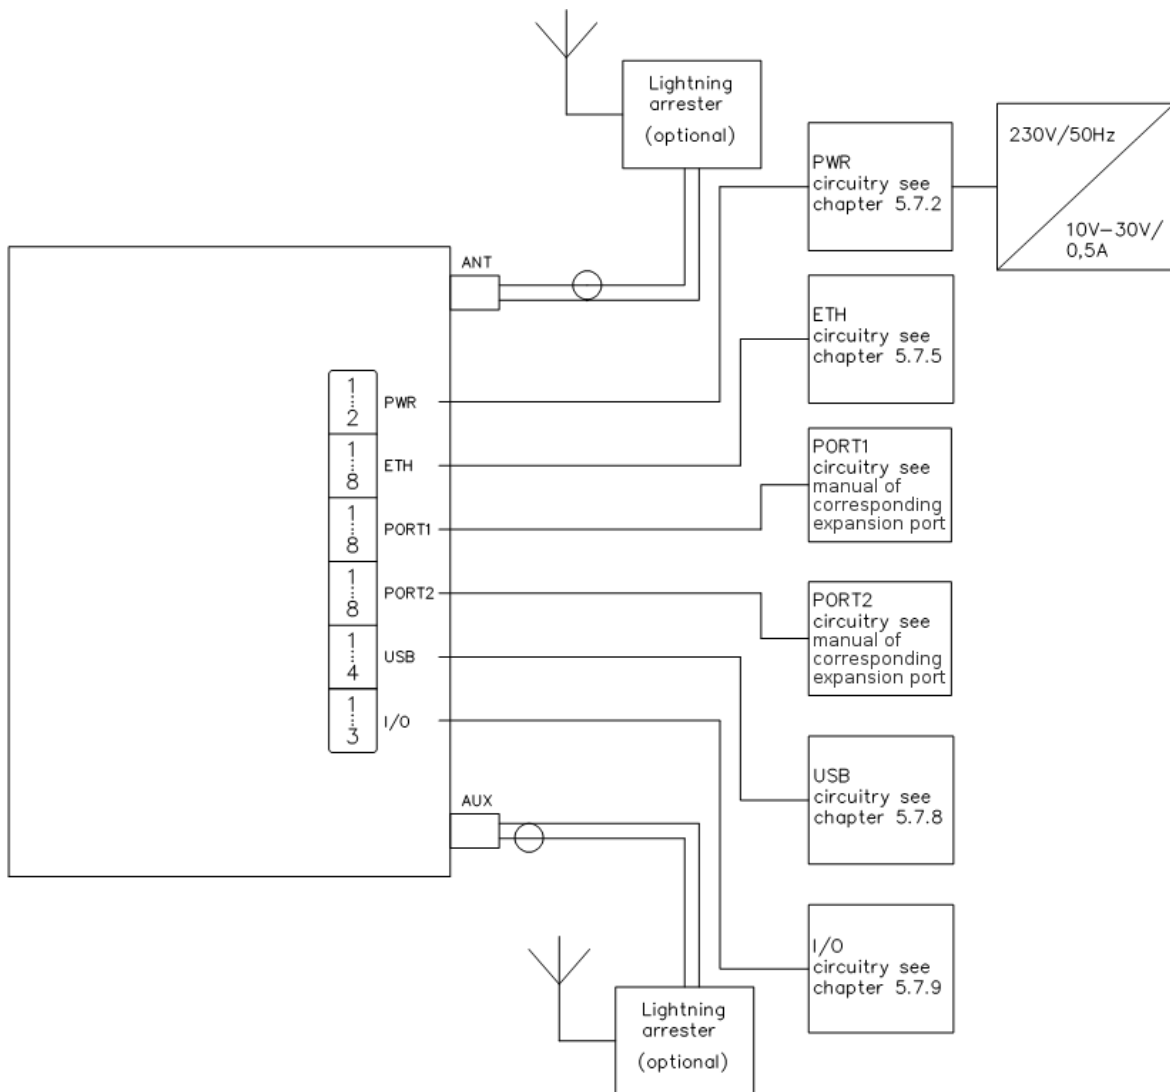 Lightning
arrester
(optional)
230V/50Hz
10V-30V/
0,5A
PWR
circuitry see
chapter 5.7.2
ANT
ETH
circuitry see
chapter 5.7.5
1
2
PWR
1
8
ETH
1
8
PORT1
1
8
PORT2
1
4
USB
1
3
I/O
PORT1
circuitry see
manual of
corresponding
expansion port
PORT2
circuitry see
manual of
corresponding
expansion port
USB
circuitry see
chapter 5.7.8
AUX
I/O
circuitry see
chapter 5.7.9
Lightning
arrester
(optional)